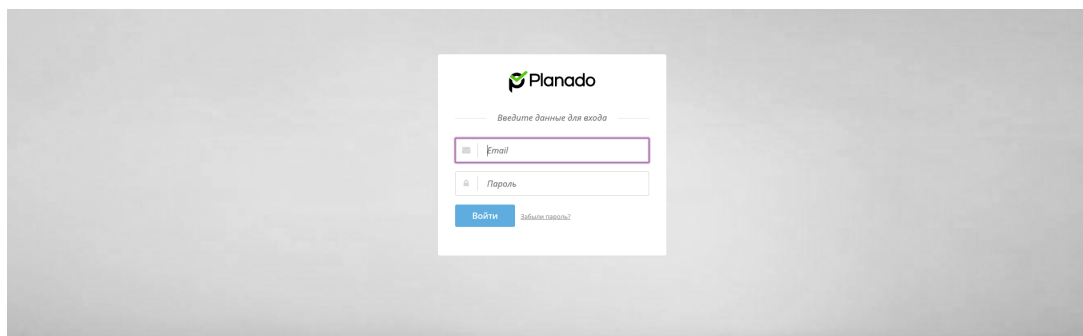 Planado
Введите данные для входа
Email
Пароль
Войти
Забыли пароль?